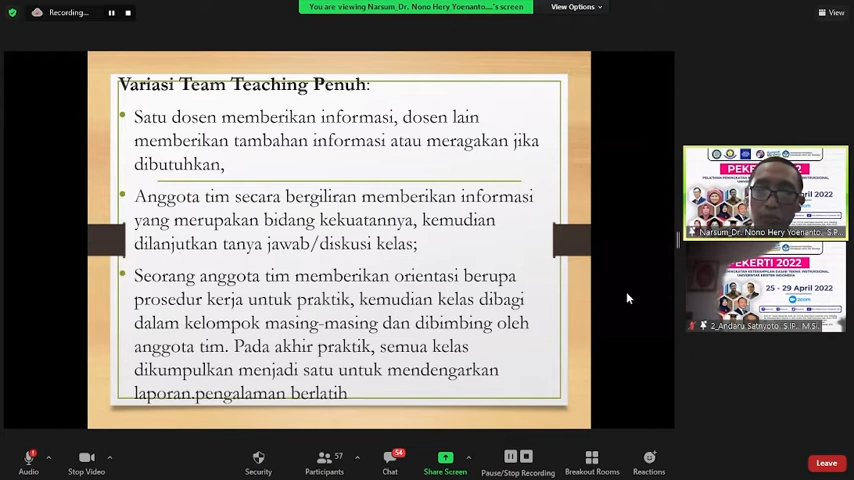 Recording...
You are viewing Narsum_Dr. Nono Hery Yoenanto....'s screen
View Options
View
Variasi Team Teaching Penuh:
Satu dosen memberikan informasi, dosen lain
memberikan tambahan informasi atau meragakan jika
dibutuhkan,
Anggota tim secara bergiliran memberikan informasi
yang merupakan bidang kekuatannya, kemudian
dilanjutkan tanya jawab/diskusi kelas;
Seorang anggota tim memberikan orientasi berupa
prosedur kerja untuk praktik, kemudian kelas dibagi
dalam kelompok masing-masing dan dibimbing oleh
anggota tim. Pada akhir praktik, semua kelas
dikumpulkan menjadi satu untuk mendengarkan
laporan.pengalaman berlatih
2022
Narsum_Dr. Nono Hery Yoenanto, S.P...
PEKERTI 2022
UNIVERSITAS KRISTEN INDONESIA
25 - 29 April 2022
zoom
2_Andaru Satnyoto, S.IP., M.Si.
Audio
Stop Video
Security
57
Participants
54
Chat
Share Screen
Pause/Stop Recording
Breakout Rooms
Reactions
Leave